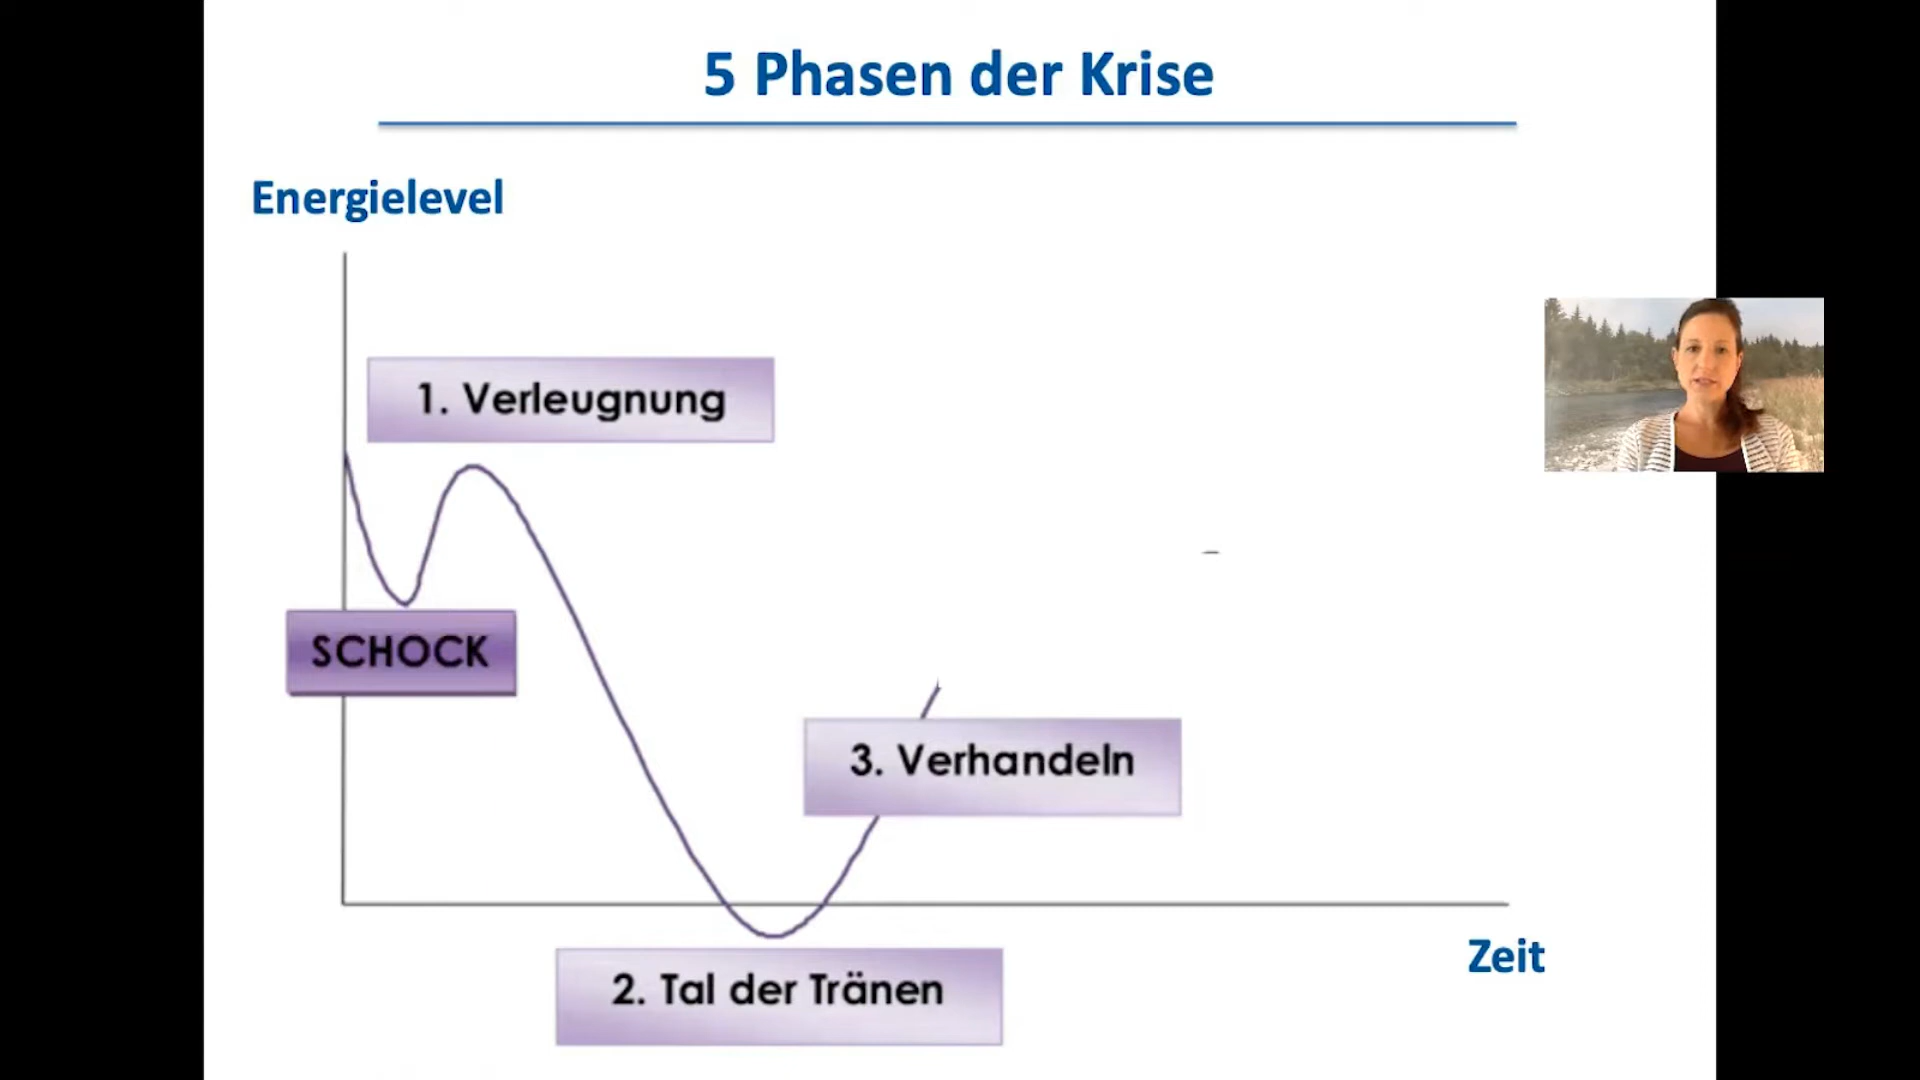 5 Phasen der Krise
Energielevel
1. Verleugnung
SCHOCK
3. Verhandeln
Zeit
2. Tal der Tränen